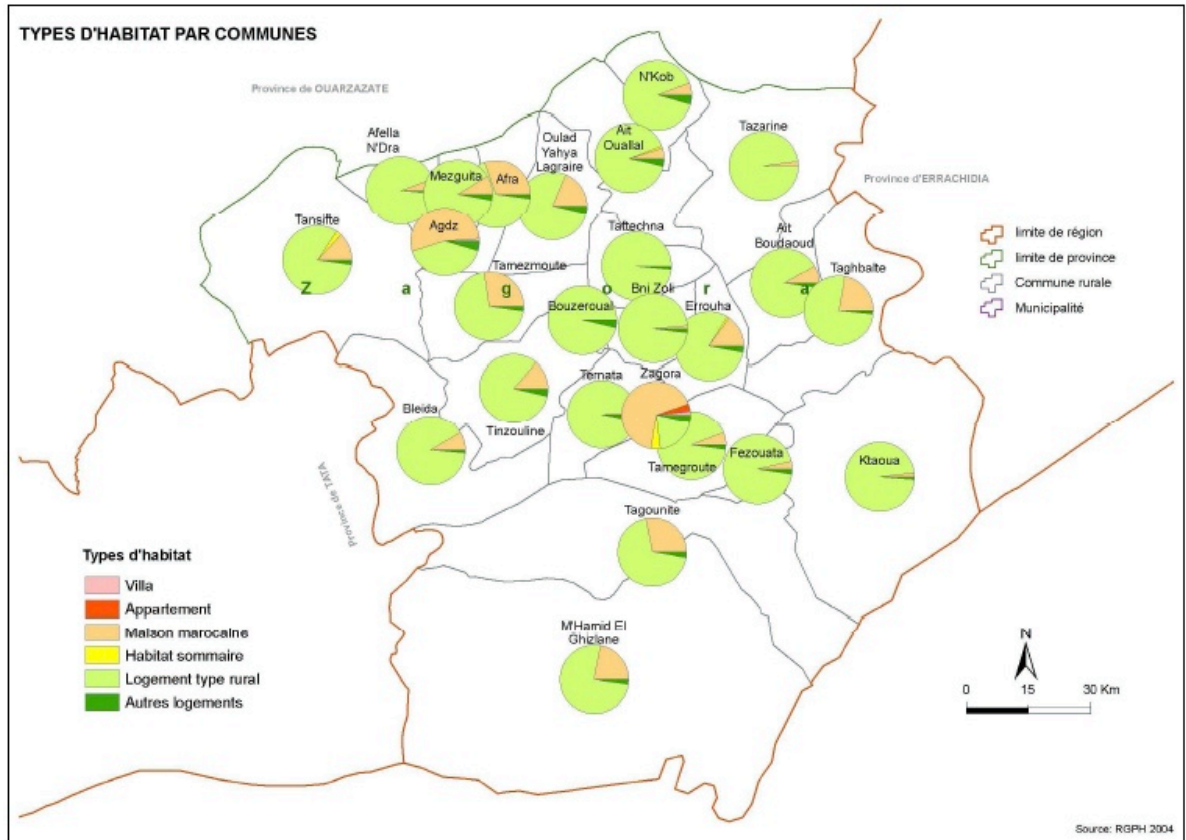 TYPES D'HABITAT PAR COMMUNES
Province de OUARZAZATE
N'Kob
Afella
N'Dra
Oulad
Yahya
Lagraire
Ait
Ouallal
Tazarine
Mezguita
Afra
Province d'ERRACHIDIA
Tansifte
Agdz
Taftechna
Ait
Boudaoud
Taghbalte
Tamezmoute
Z a g o r a
Bouzeroual
Bni Zoli
Errouha
limite de région
limite de province
Commune rurale
Municipalité
Bleida
Tinzouline
Ternata
Zagora
Tamegroute
Fezouata
Ktaoua
Province de TATA
Tagounite
M'Hamid El
Ghizlane
Types d'habitat
Villa
Appartement
Maison marocaine
Habitat sommaire
Logement type rural
Autres logements
N
0 15 30 Km
Source: RGPH 2004